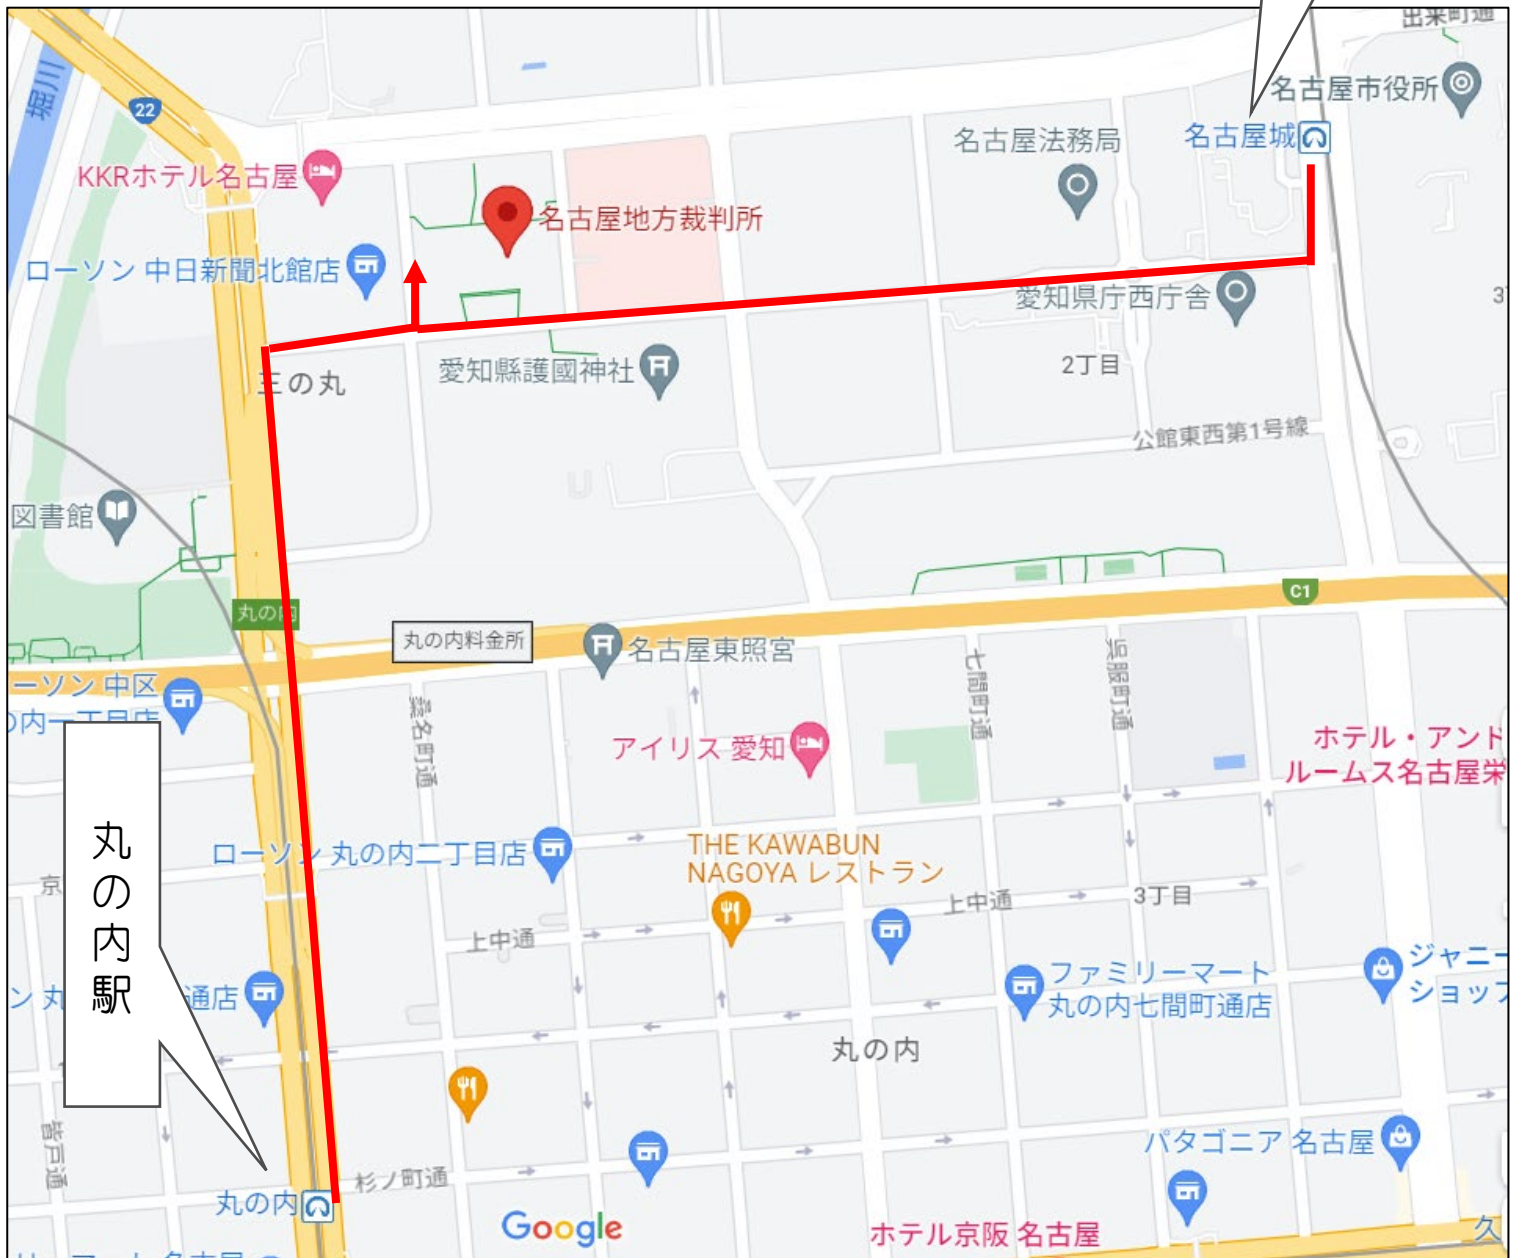 出来町通
堀川
22
名古屋市役所
名古屋城
名古屋法務局
KKRホテル名古屋
名古屋地方裁判所
ローソン 中日新聞北館店
愛知県庁西庁舎
三の丸
愛知縣護國神社
2丁目
公館東西第1号線
図書館
丸の内
C1
丸の内料金所
名古屋東照宮
ーソン 中区
の内一丁目店
桑名町通
七間町通
呉服町通
アイリス 愛知
ホテル・アンド
ルームス名古屋栄
丸の内駅
ローソン 丸の内二丁目店
THE KAWABUN
NAGOYA レストラン
京
上中通
3丁目
上中通
ン 丸
通店
ファミリーマート
丸の内七間町通店
ジャニー
ショップ
丸の内
皆戸通
パタゴニア 名古屋
杉ノ町通
丸の内
Google
ホテル京阪 名古屋
久